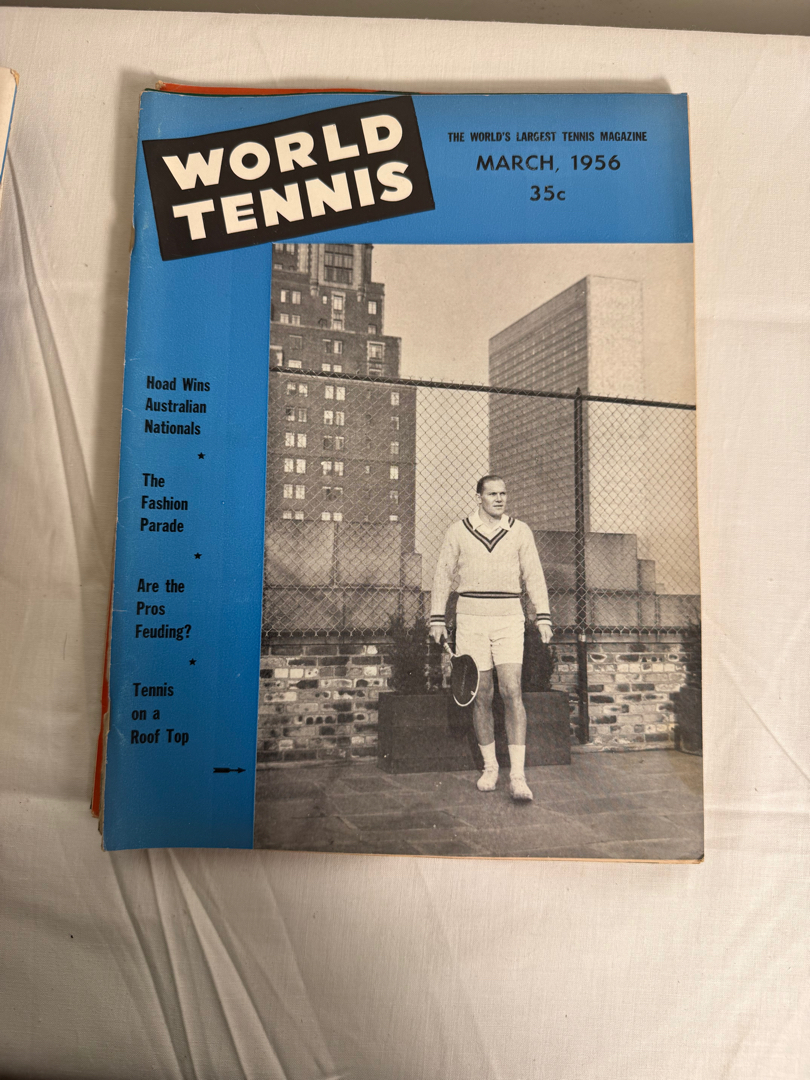 WORLD
TENNIS
THE WORLD'S LARGEST TENNIS MAGAZINE
MARCH, 1956
35c
Hoad Wins
Australian
Nationals
The
Fashion
Parade
Are the
Pros
Feuding?
Tennis
on a
Roof Top